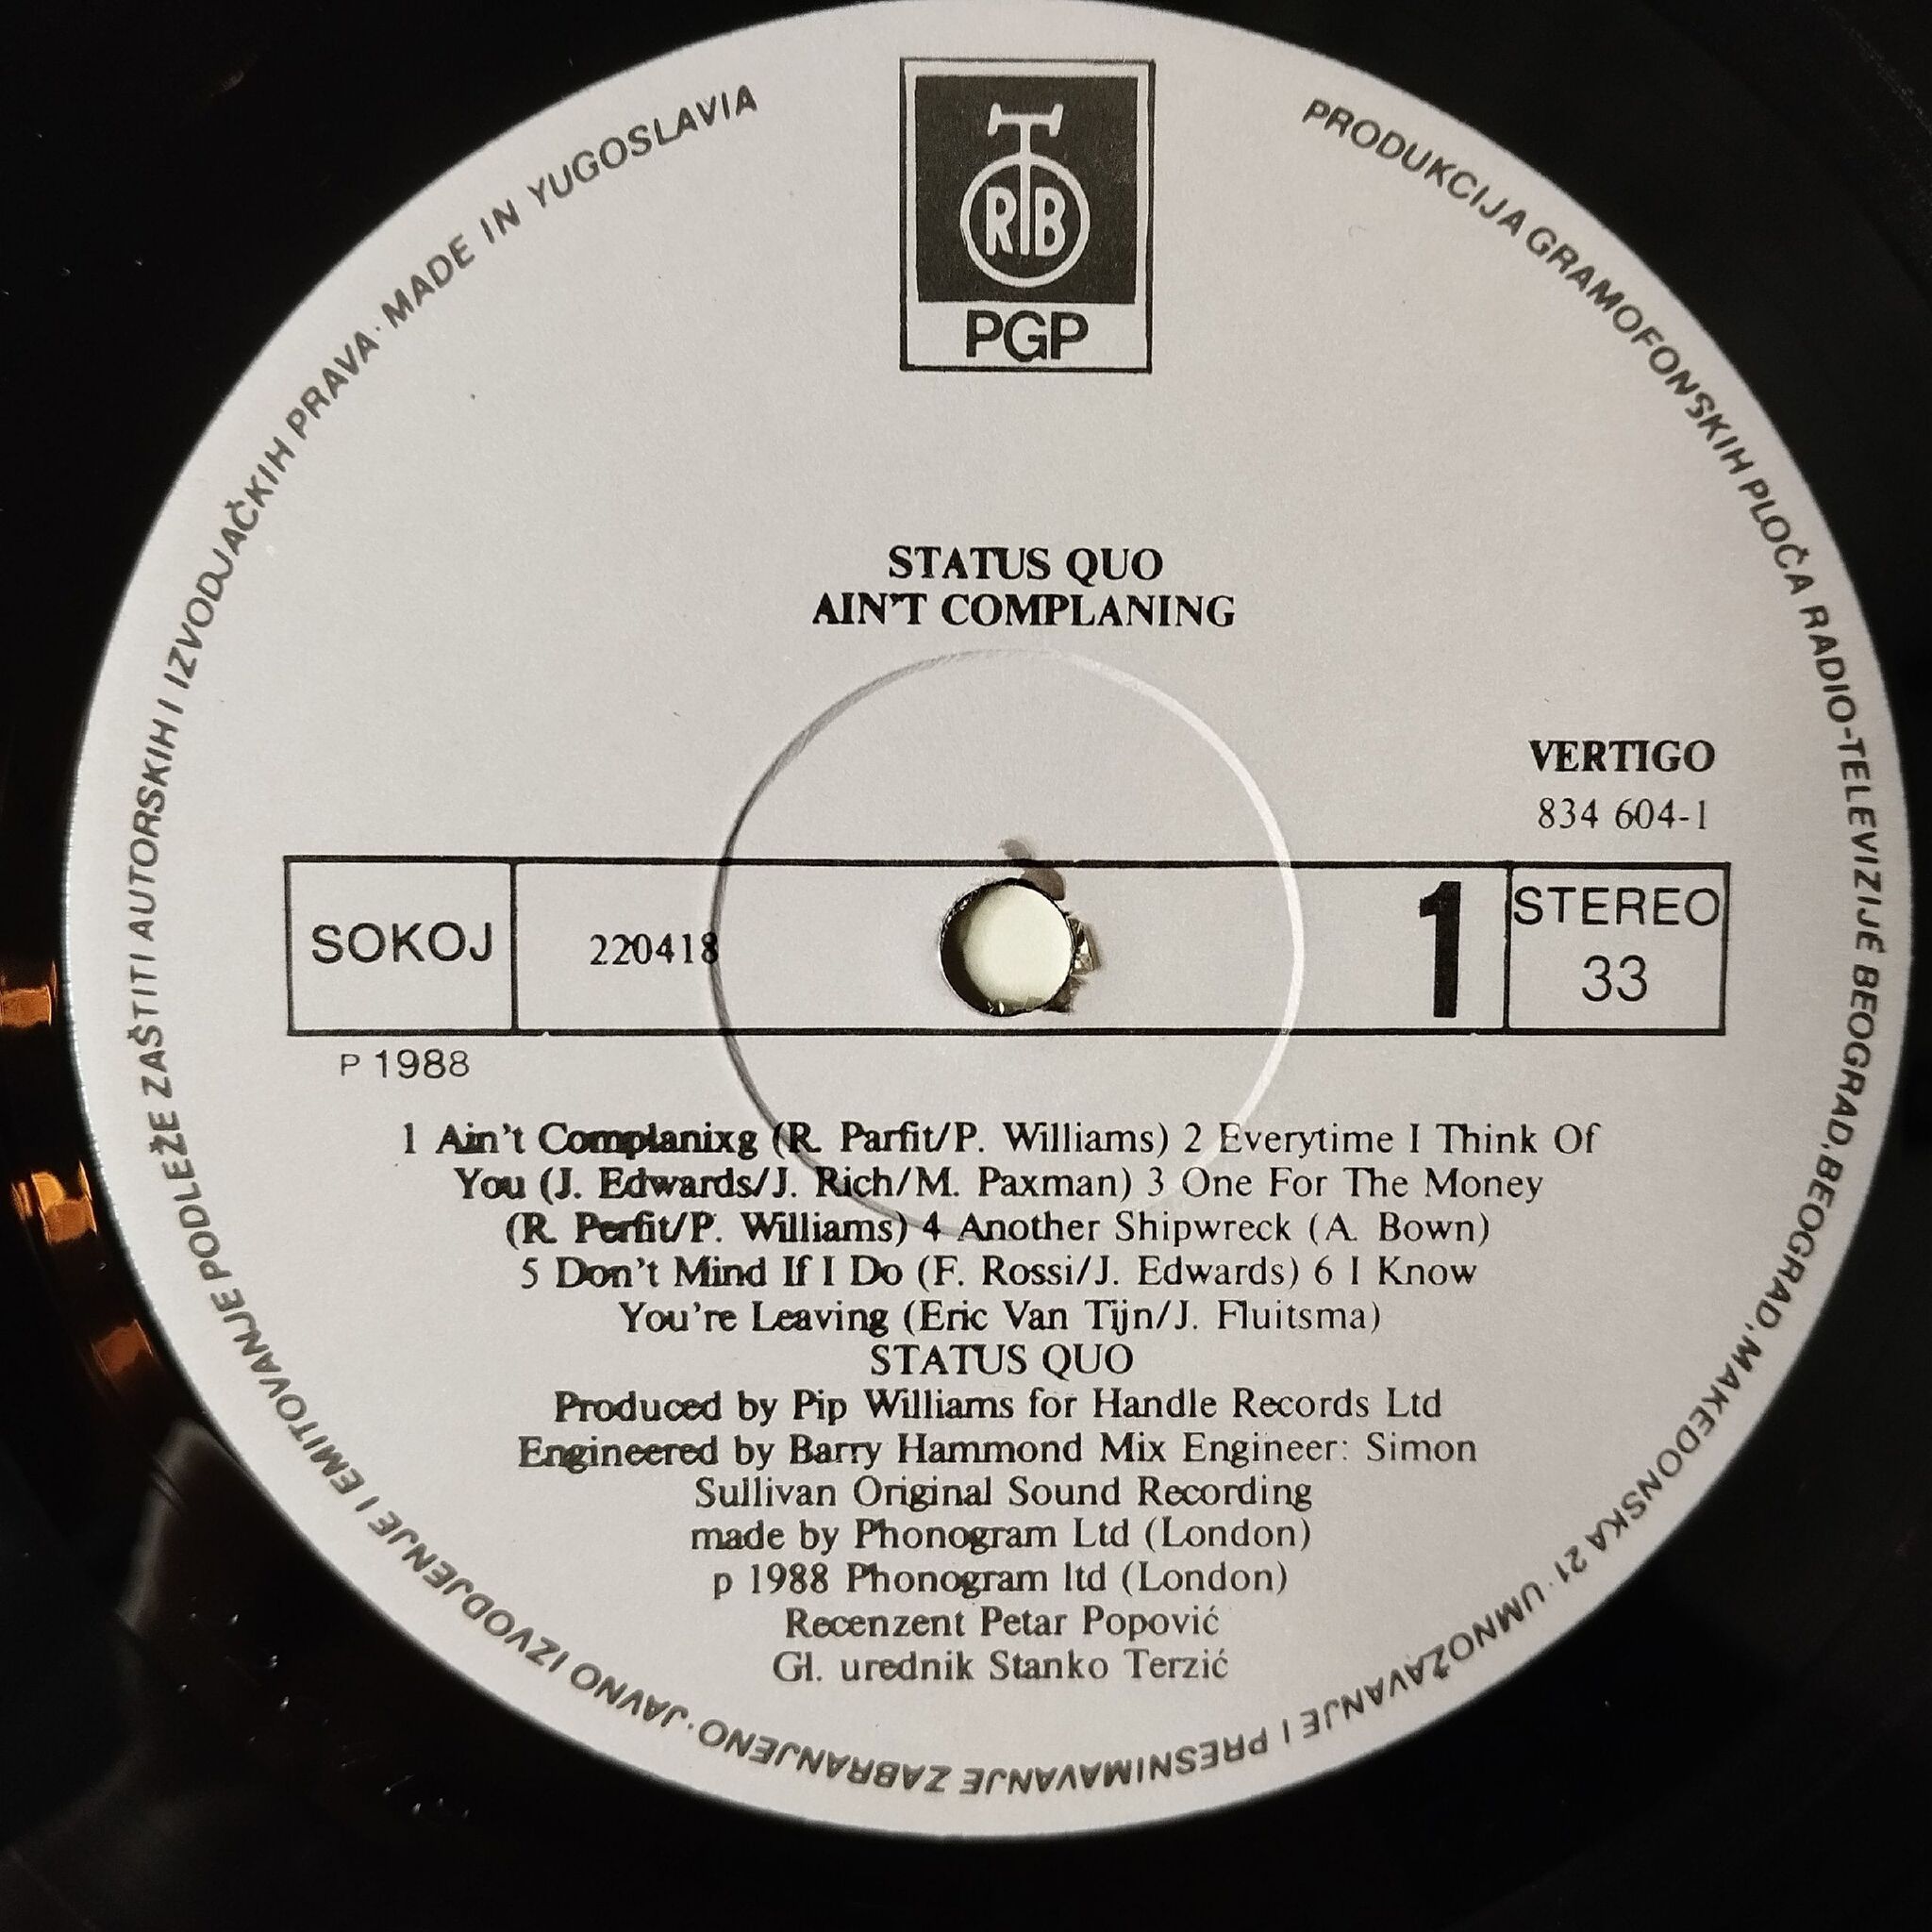 RTB
PGP
PRODUKCIJA GRAMOFONSKIH PLOČA RADIO-TELEVIZIJE BEOGRAD, BEOGRAD, MAKEDONSKA 21 · UMNOŽAVANJE I PRESNIMAVANJE ZABRANJENO · JAVNO IZVODJENJE I EMITOVANJE PODLEŽE ZAŠTITI AUTORSKIH I IZVODJAČKIH PRAVA · MADE IN YUGOSLAVIA
STATUS QUO
AIN'T COMPLANING
VERTIGO
834 604-1
SOKOJ
220418
1
STEREO
33
P 1988
1 Ain't Complanixg (R. Parfit/P. Williams) 2 Everytime I Think Of
You (J. Edwards/J. Rich/M. Paxman) 3 One For The Money
(R. Perfit/P. Williams) 4 Another Shipwreck (A. Bown)
5 Don't Mind If I Do (F. Rossi/J. Edwards) 6 I Know
You're Leaving (Eric Van Tijn/J. Fluitsma)
STATUS QUO
Produced by Pip Williams for Handle Records Ltd
Engineered by Barry Hammond Mix Engineer: Simon
Sullivan Original Sound Recording
made by Phonogram Ltd (London)
p 1988 Phonogram ltd (London)
Recenzent Petar Popović
Gl. urednik Stanko Terzić